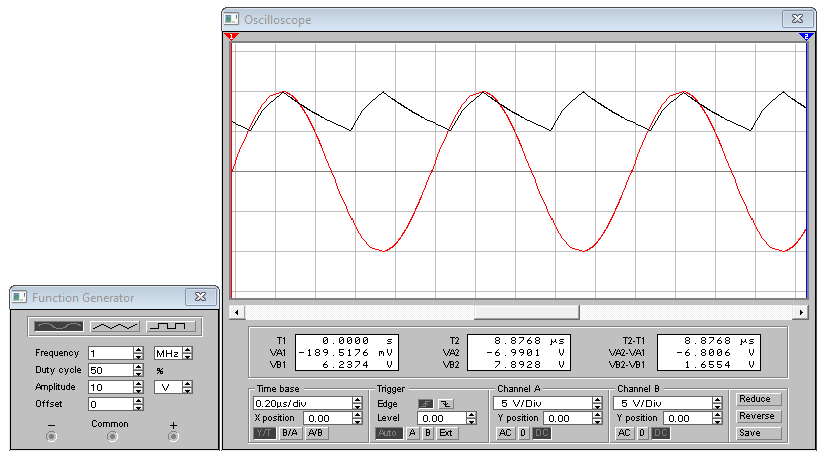 Oscilloscope
1 2
Function Generator
Frequency 1 MHz
Duty cycle 50 %
Amplitude 10 V
Offset 0
− Common +
T1 0.0000 s T2 8.8768 µs T2-T1 8.8768 µs
VA1 -189.5176 mV VA2 -6.9901 V VA2-VA1 -6.8006 V
VB1 6.2374 V VB2 7.8928 V VB2-VB1 1.6554 V
Time base Trigger Channel A Channel B Reduce
0.20µs/div Edge 5 V/Div 5 V/Div Reverse
X position 0.00 Level 0.00 Y position 0.00 Y position 0.00
Y/T B/A A/B Auto A B Ext AC 0 DC AC 0 DC Save